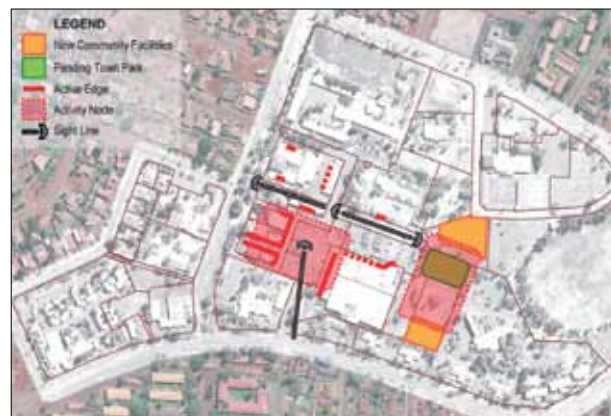 LEGEND
New Community Facilities
Pending Town Park
Active Edge
Activity Node
Sight Line